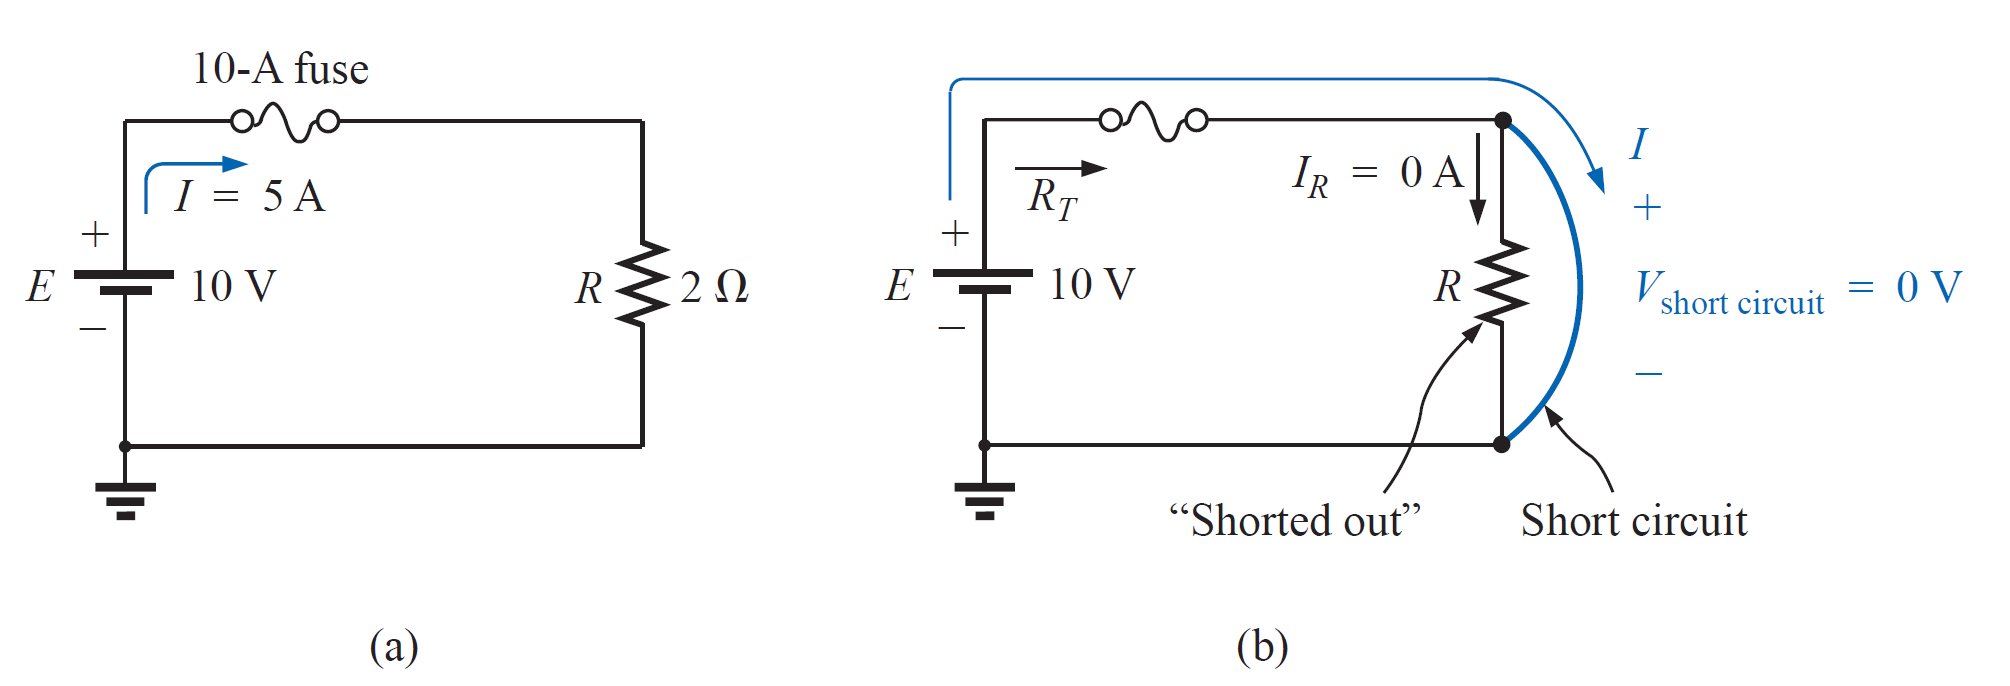 10-A fuse
I = 5 A
+
E 10 V
−
R 2 Ω
(a)
I
R_T
I_R = 0 A
+
+
E 10 V
R
V_short circuit = 0 V
−
−
“Shorted out”
Short circuit
(b)